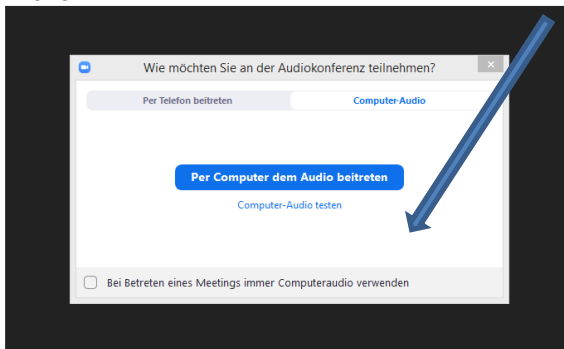 Wie möchten Sie an der Audiokonferenz teilnehmen?
Per Telefon beitreten
Computer-Audio
Per Computer dem Audio beitreten
Computer-Audio testen
Bei Betreten eines Meetings immer Computeraudio verwenden